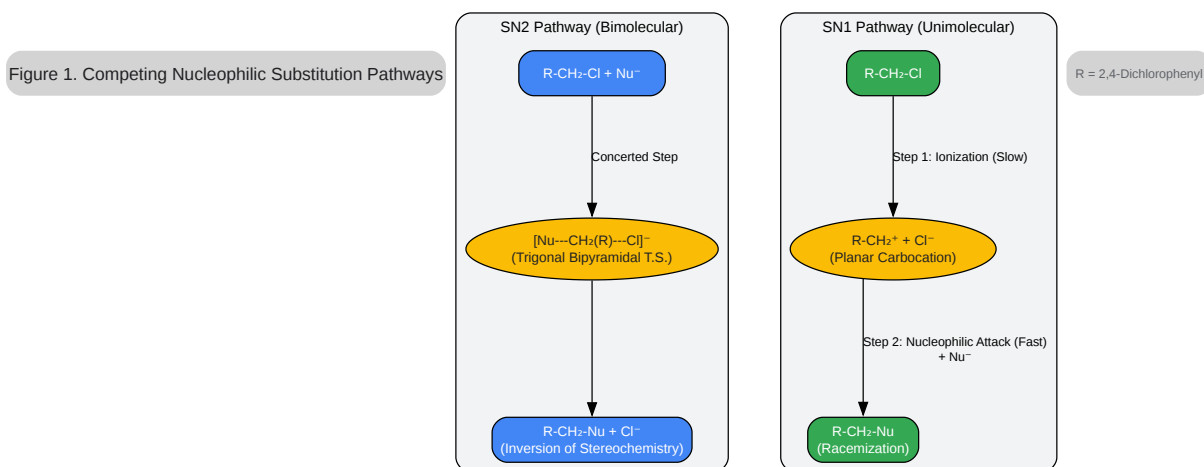 Figure 1. Competing Nucleophilic Substitution Pathways
SN2 Pathway (Bimolecular)
R-CH₂-Cl + Nu⁻
Concerted Step
[Nu---CH₂(R)---Cl]⁻
(Trigonal Bipyramidal T.S.)
R-CH₂-Nu + Cl⁻
(Inversion of Stereochemistry)
SN1 Pathway (Unimolecular)
R-CH₂-Cl
Step 1: Ionization (Slow)
R-CH₂⁺ + Cl⁻
(Planar Carbocation)
Step 2: Nucleophilic Attack (Fast)
+ Nu⁻
R-CH₂-Nu
(Racemization)
R = 2,4-Dichlorophenyl